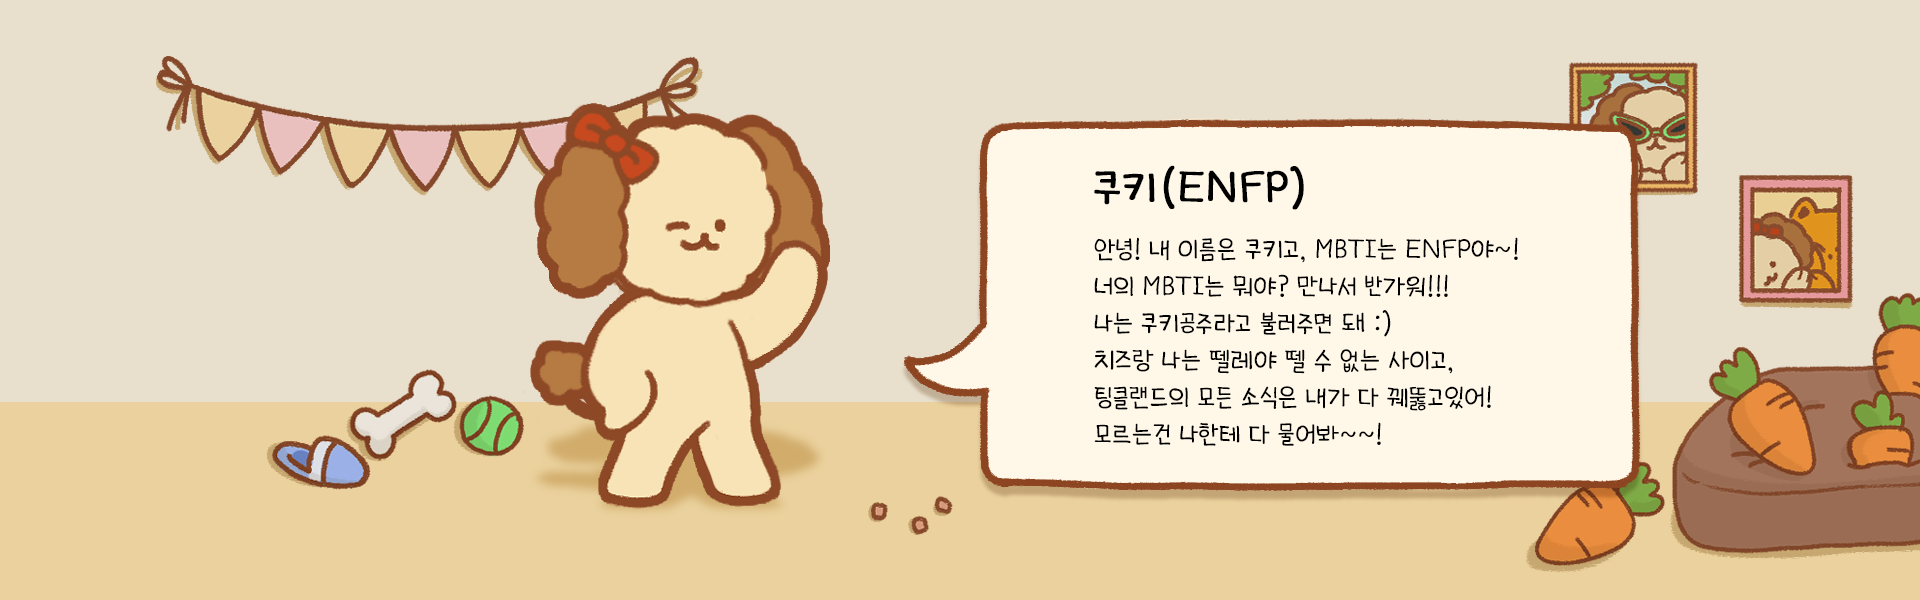 쿠키(ENFP)
안녕! 내 이름은 쿠키고, MBTI는 ENFP야~!
너의 MBTI는 뭐야? 만나서 반가워!!!
나는 쿠키공주라고 불러주면 돼 :)
치즈랑 나는 뗄레야 뗄 수 없는 사이고,
팅클랜드의 모든 소식은 내가 다 꿰뚫고있어!
모르는건 나한테 다 물어봐~~!